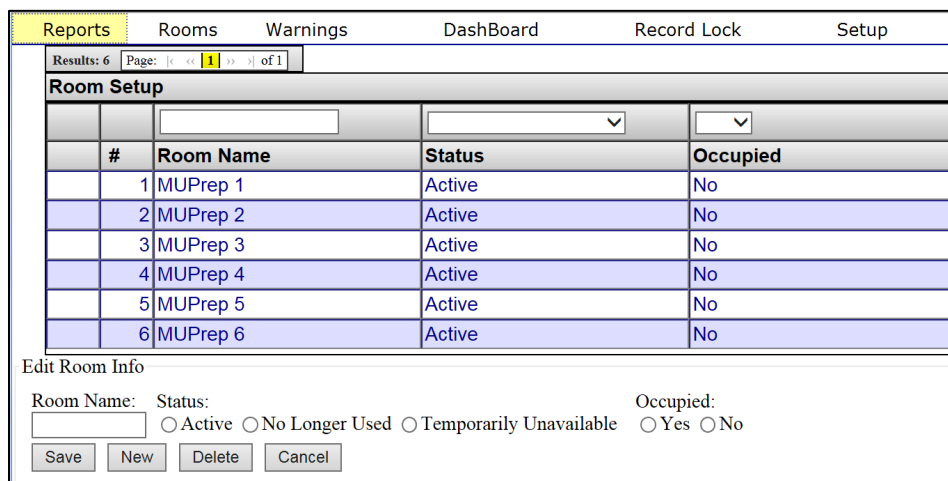 Reports Rooms Warnings DashBoard Record Lock Setup
Results: 6 Page: |< << 1 >> >| of 1
Room Setup
# Room Name Status Occupied
1 MUPrep 1 Active No
2 MUPrep 2 Active No
3 MUPrep 3 Active No
4 MUPrep 4 Active No
5 MUPrep 5 Active No
6 MUPrep 6 Active No
Edit Room Info
Room Name: Status: Occupied:
Active No Longer Used Temporarily Unavailable Yes No
Save New Delete Cancel